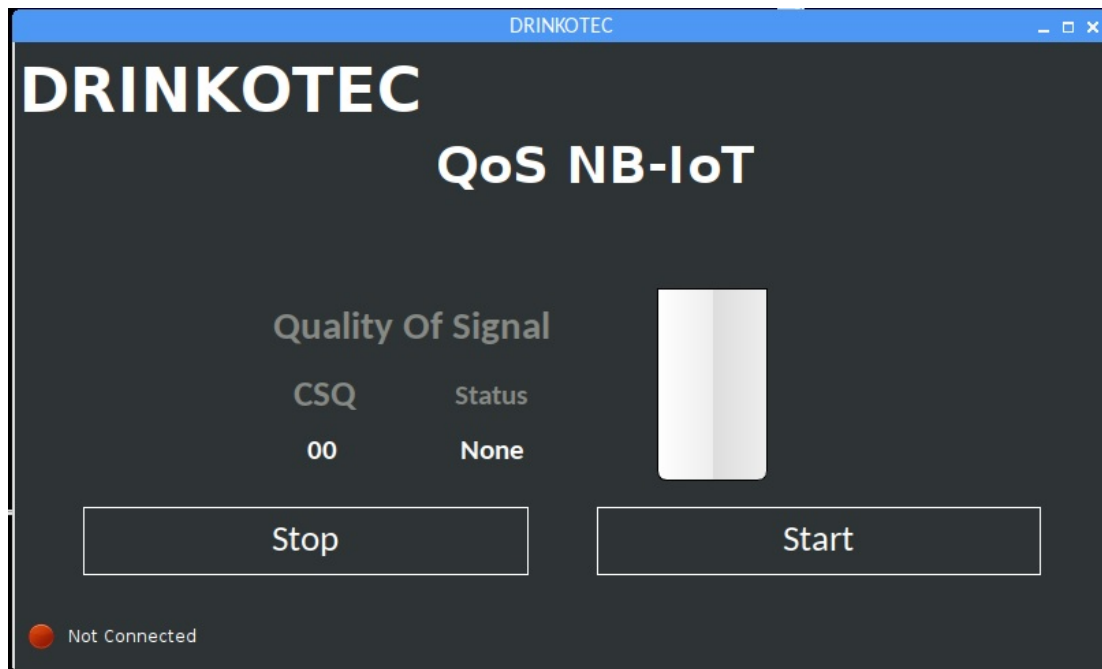 DRINKOTEC
DRINKOTEC
QoS NB-IoT
Quality Of Signal
CSQ Status
00 None
Stop Start
Not Connected